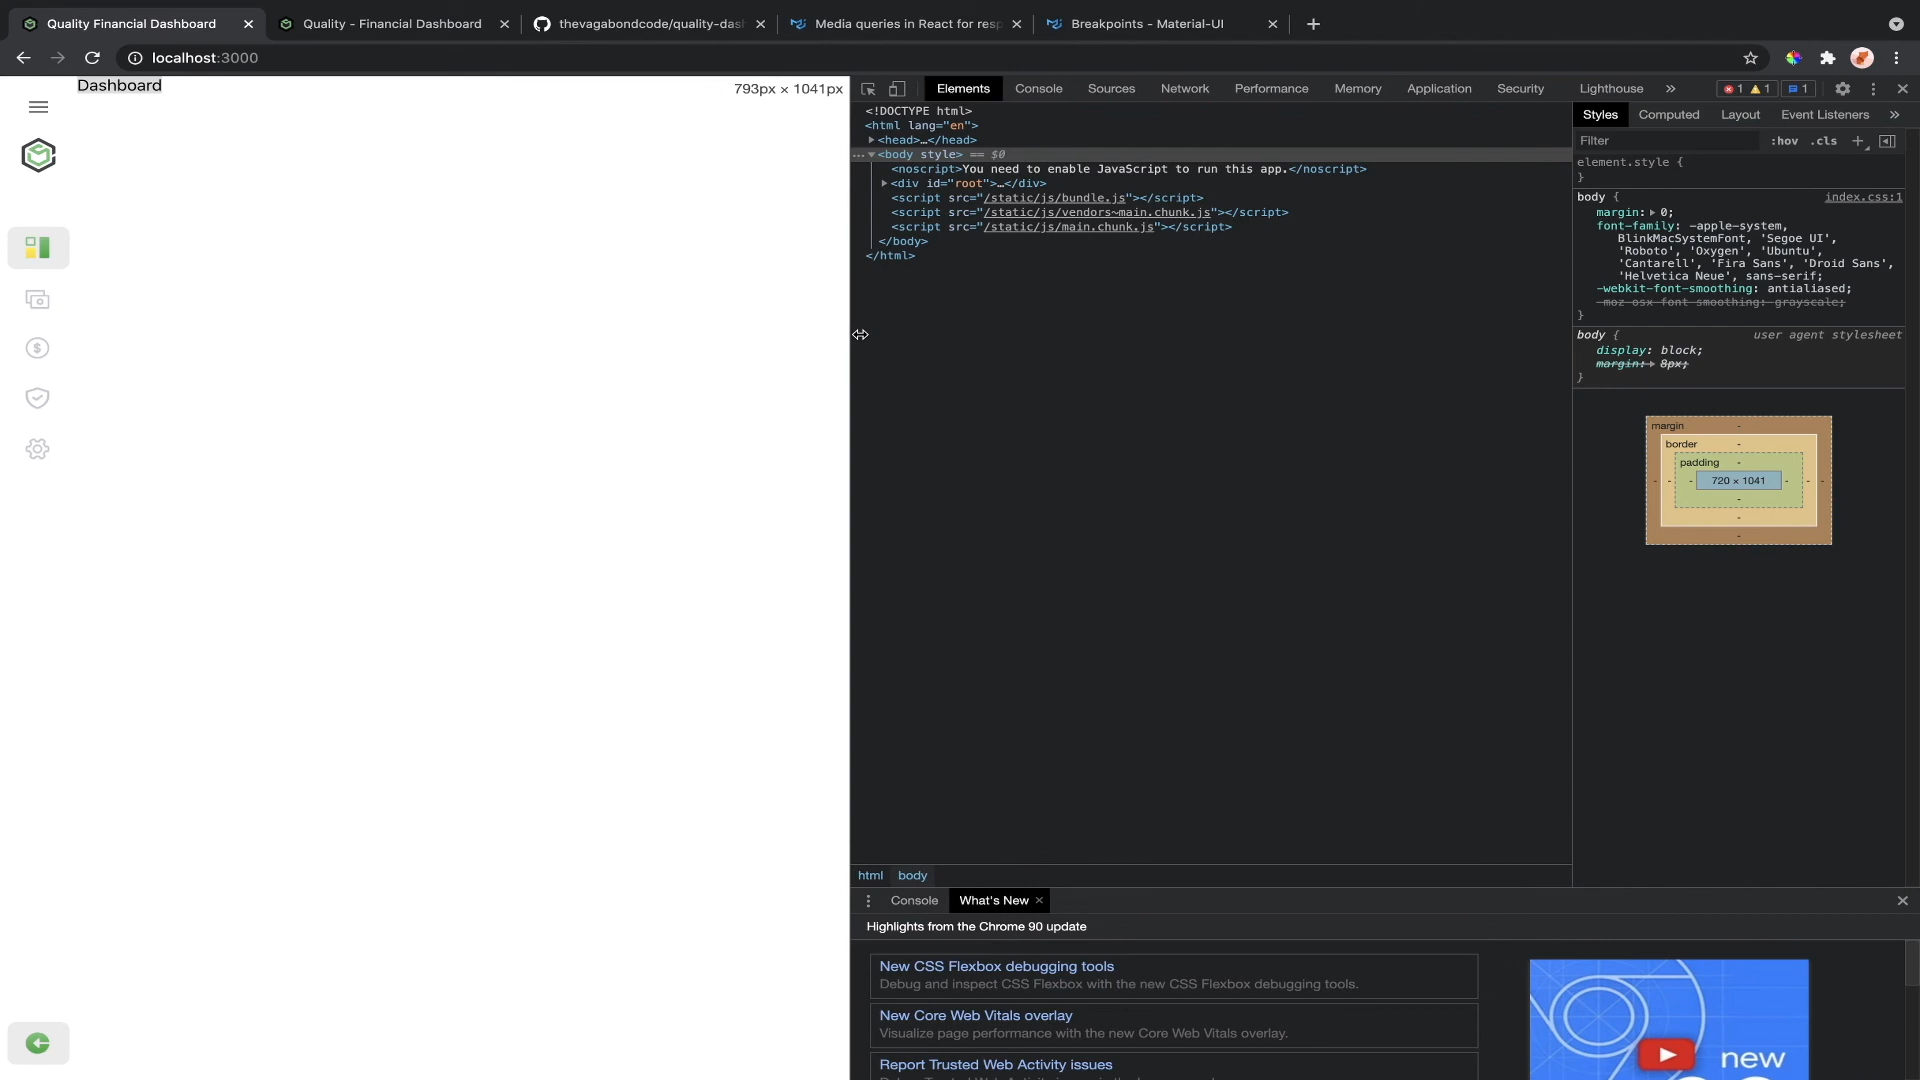 Quality Financial Dashboard
Quality - Financial Dashboard
thevagabondcode/quality-dash
Media queries in React for resp
Breakpoints - Material-UI
localhost:3000
Dashboard
793px × 1041px
Elements
Console
Sources
Network
Performance
Memory
Application
Security
Lighthouse
»
1
1
1
<!DOCTYPE html>
<html lang="en">
<head>…</head>
<body style> == $0
<noscript>You need to enable JavaScript to run this app.</noscript>
<div id="root">…</div>
<script src="/static/js/bundle.js"></script>
<script src="/static/js/vendors~main.chunk.js"></script>
<script src="/static/js/main.chunk.js"></script>
</body>
</html>
Styles
Computed
Layout
Event Listeners
»
Filter
:hov
.cls
element.style {
}
body {
index.css:1
margin: 0;
font-family: -apple-system,
BlinkMacSystemFont, 'Segoe UI',
'Roboto', 'Oxygen', 'Ubuntu',
'Cantarell', 'Fira Sans', 'Droid Sans',
'Helvetica Neue', sans-serif;
-webkit-font-smoothing: antialiased;
-moz-osx-font-smoothing: grayscale;
}
body {
user agent stylesheet
display: block;
margin: 8px;
}
margin
-
border
-
padding
-
- - - 720 × 1041 - - -
-
-
-
html
body
Console
What's New
Highlights from the Chrome 90 update
New CSS Flexbox debugging tools
Debug and inspect CSS Flexbox with the new CSS Flexbox debugging tools.
New Core Web Vitals overlay
Visualize page performance with the new Core Web Vitals overlay.
Report Trusted Web Activity issues
new